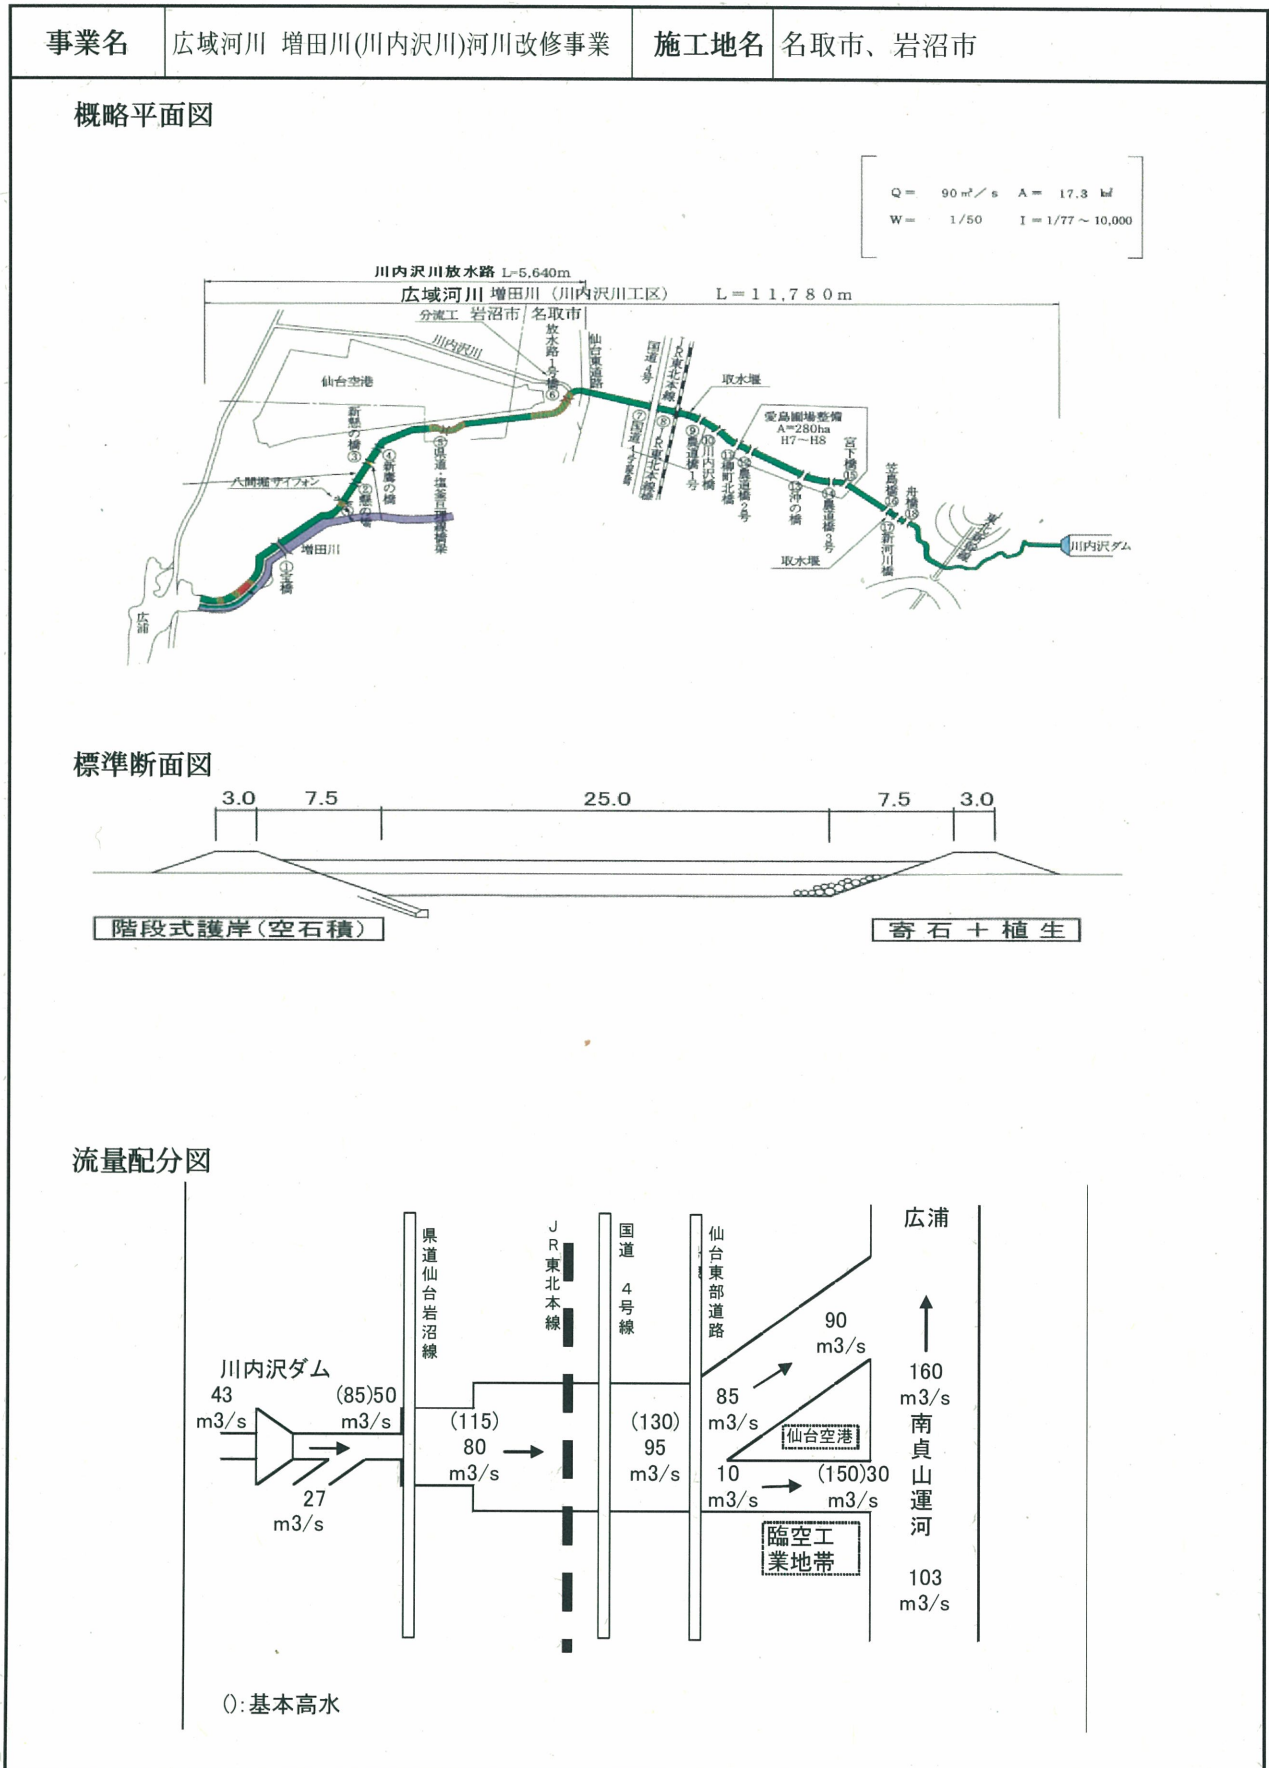 事業名 広域河川 増田川(川内沢川)河川改修事業 施工地名 名取市、岩沼市
概略平面図
Q= 90㎥/s A= 17.3 k㎡
W= 1/50 I=1/77～10,000
川内沢川放水路 L=5,640m
広域河川 増田川(川内沢川工区) L=11,780m
分流工 岩沼市 名取市
川内沢川
仙台空港
放水路1号橋⑥
仙台東道路
国道4号
JR東北本線
取水堰
愛島圃場整備
A=280ha
H7～H8
新懸の橋③
④新鷹の橋
⑤県道・塩釜亘理線橋梁
⑧JR東北本線橋
⑨農道橋1号
⑩川内沢橋
柳町北橋
農道橋2号
沖の橋
⑭農道橋3号
宮下橋⑮
笠島橋⑯
⑰新河川橋
舟橋⑱
八間堀サイフォン
②懸の橋
増田川
①宝橋
取水堰
川内沢ダム
広浦
標準断面図
3.0 7.5 25.0 7.5 3.0
階段式護岸(空石積)
寄石＋植生
流量配分図
県道仙台岩沼線
JR東北本線
国道 4号線
仙台東部道路
広浦
川内沢ダム
43
m3/s
(85)50
m3/s
27
m3/s
(115)
80
m3/s
(130)
95
m3/s
85
m3/s
90
m3/s
10
m3/s
仙台空港
(150)30
m3/s
臨空工
業地帯
160
m3/s
南貞山運河
103
m3/s
():基本高水